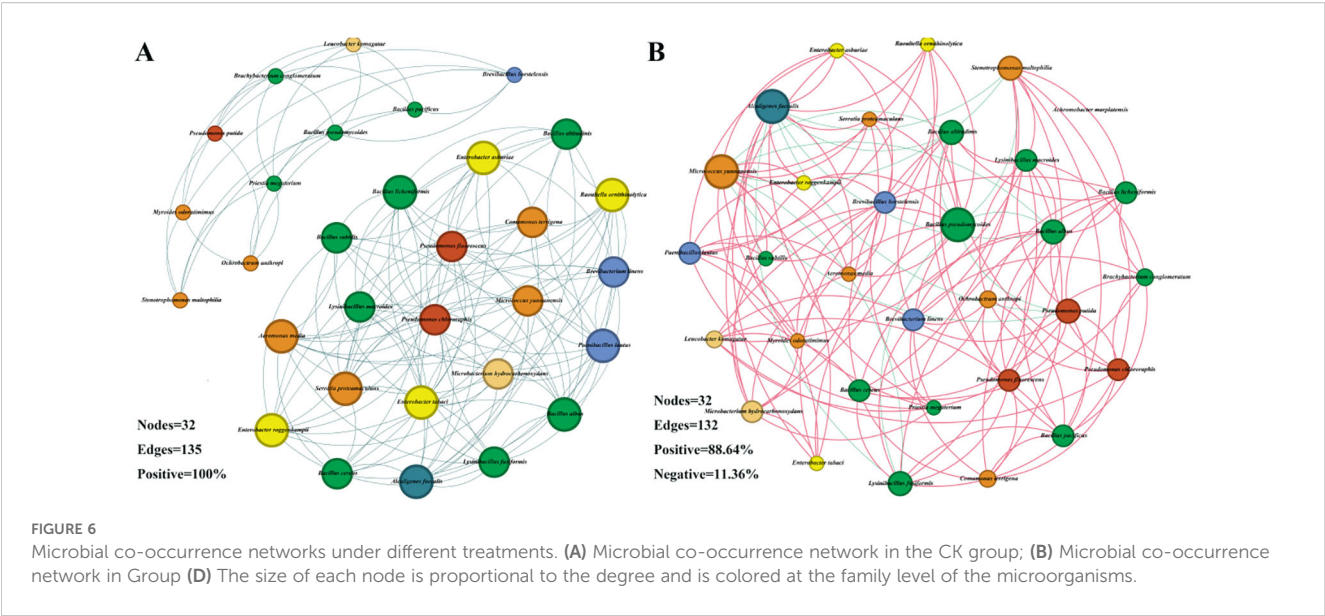 A
Leucobacter komagatae
Brachybacterium conglomeratum
Brevibacillus borstelensis
Bacillus pacificus
Pseudomonas putida
Bacillus pseudomycoides
Bacillus altitudinis
Enterobacter asburiae
Priestia megaterium
Bacillus licheniformis
Raoultella ornithinolytica
Myroides odoratimimus
Comamonas terrigena
Bacillus subtilis
Pseudomonas fluorescens
Ochrobactrum anthropi
Brevibacterium linens
Stenotrophomonas maltophilia
Micrococcus yunnanensis
Lysinibacillus macroides
Pseudomonas chlororaphis
Aeromonas media
Paenibacillus lautus
Microbacterium hydrocarbonoxydans
Serratia proteamaculans
Enterobacter tabaci
Bacillus albus
Enterobacter roggenkampii
Lysinibacillus fusiformis
Bacillus cereus
Alcaligenes faecalis
Nodes=32
Edges=135
Positive=100%
B
Enterobacter asburiae
Raoultella ornithinolytica
Stenotrophomonas maltophilia
Alcaligenes faecalis
Achromobacter marplatensis
Serratia proteamaculans
Bacillus altitudinis
Lysinibacillus macroides
Micrococcus yunnanensis
Enterobacter roggenkampii
Bacillus licheniformis
Brevibacillus borstelensis
Bacillus pseudomycoides
Bacillus albus
Paenibacillus lautus
Bacillus subtilis
Aeromonas media
Brachybacterium conglomeratum
Ochrobactrum anthropi
Pseudomonas putida
Brevibacterium linens
Leucobacter komagatae
Myroides odoratimimus
Pseudomonas chlororaphis
Pseudomonas fluorescens
Bacillus cereus
Priestia megaterium
Microbacterium hydrocarbonoxydans
Bacillus pacificus
Enterobacter tabaci
Lysinibacillus fusiformis
Comamonas terrigena
Nodes=32
Edges=132
Positive=88.64%
Negative=11.36%
FIGURE 6
Microbial co-occurrence networks under different treatments. (A) Microbial co-occurrence network in the CK group; (B) Microbial co-occurrence
network in Group (D) The size of each node is proportional to the degree and is colored at the family level of the microorganisms.